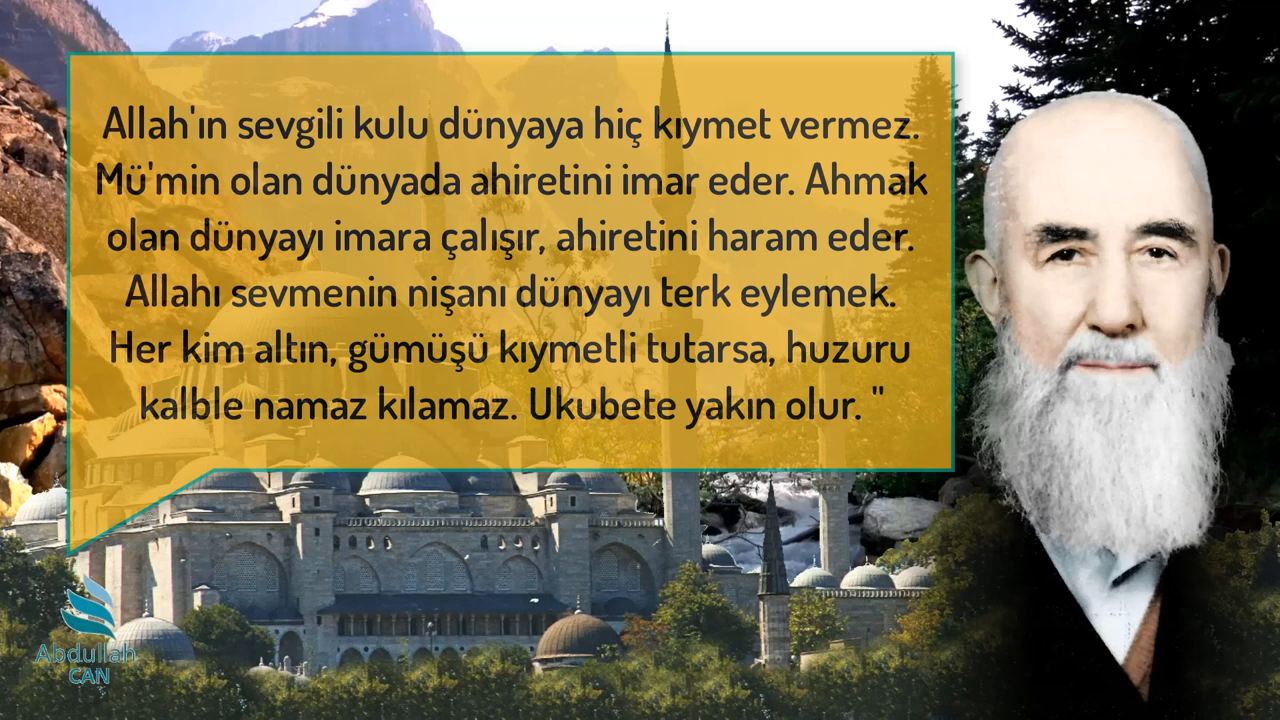 Allah'ın sevgili kulu dünyaya hiç kıymet vermez.
Mü'min olan dünyada ahiretini imar eder. Ahmak
olan dünyayı imara çalışır, ahiretini haram eder.
Allahı sevmenin nişanı dünyayı terk eylemek.
Her kim altın, gümüşü kıymetli tutarsa, huzuru
kalble namaz kılamaz. Ukubete yakın olur. "
Abdullah
CAN